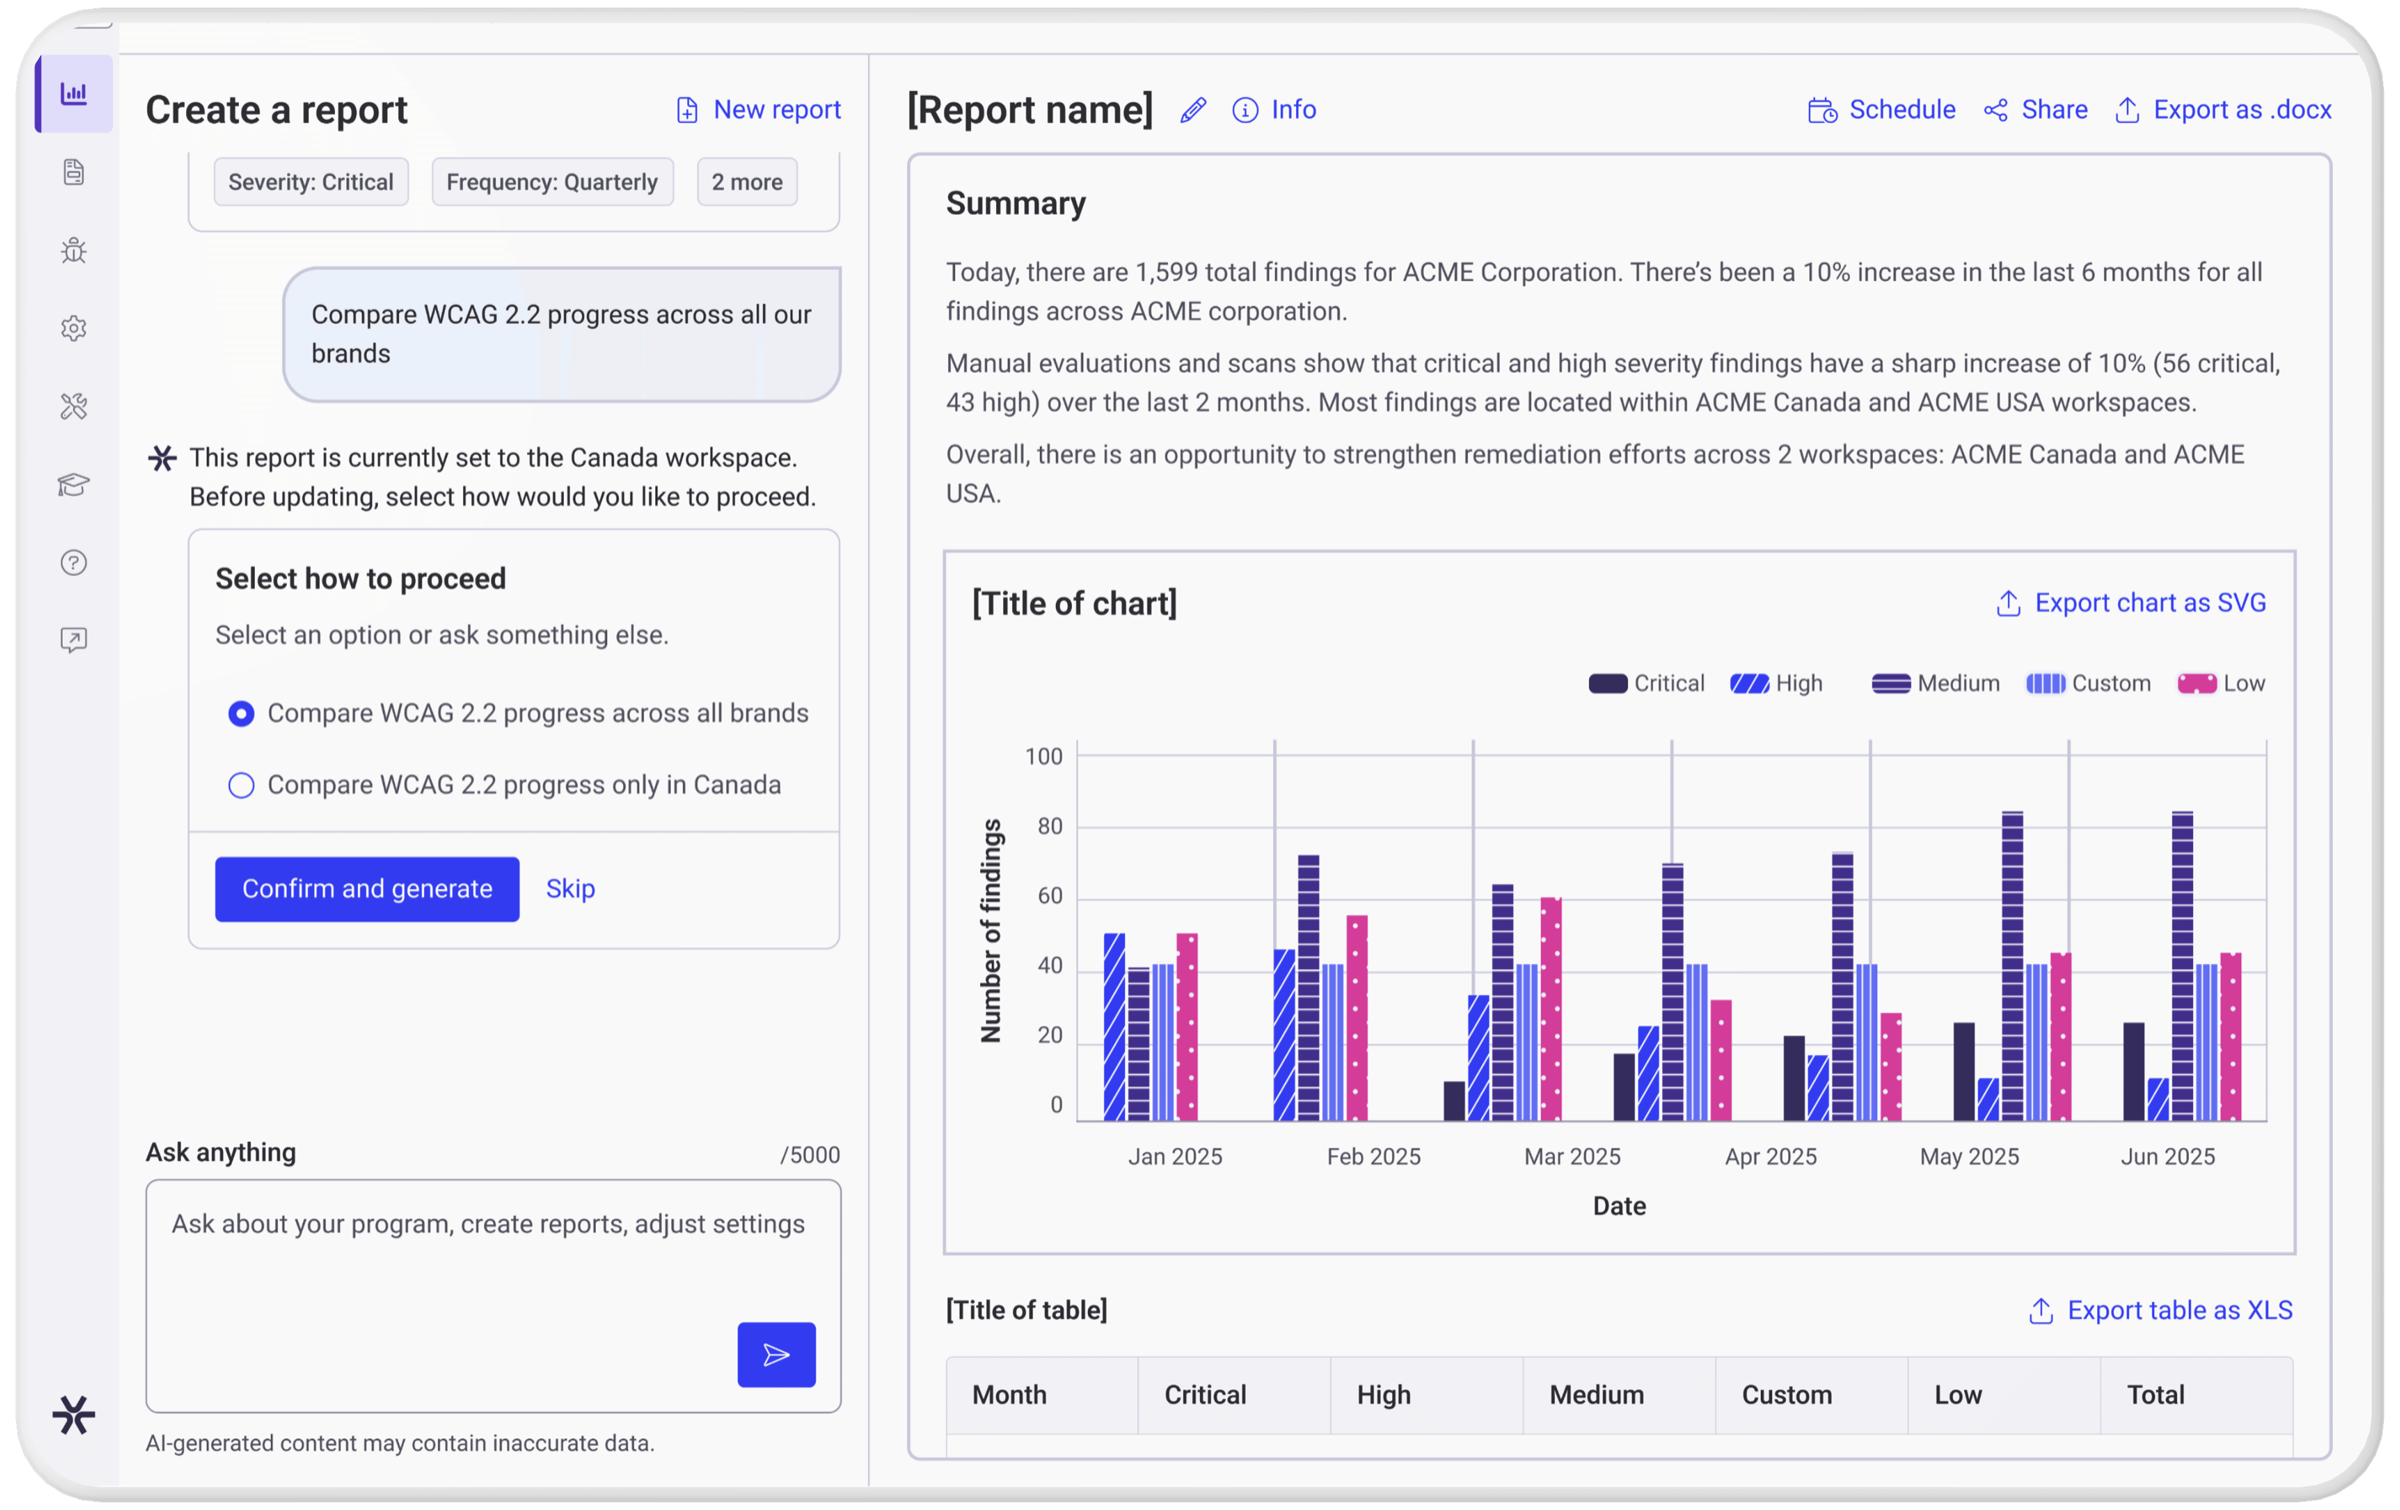 Create a report
New report
Severity: Critical
Frequency: Quarterly
2 more
Compare WCAG 2.2 progress across all our
brands
This report is currently set to the Canada workspace.
Before updating, select how would you like to proceed.
Select how to proceed
Select an option or ask something else.
Compare WCAG 2.2 progress across all brands
Compare WCAG 2.2 progress only in Canada
Confirm and generate
Skip
Ask anything
/5000
Ask about your program, create reports, adjust settings
AI-generated content may contain inaccurate data.
[Report name]
Info
Schedule
Share
Export as .docx
Summary
Today, there are 1,599 total findings for ACME Corporation. There’s been a 10% increase in the last 6 months for all
findings across ACME corporation.
Manual evaluations and scans show that critical and high severity findings have a sharp increase of 10% (56 critical,
43 high) over the last 2 months. Most findings are located within ACME Canada and ACME USA workspaces.
Overall, there is an opportunity to strengthen remediation efforts across 2 workspaces: ACME Canada and ACME
USA.
[Title of chart]
Export chart as SVG
Critical
High
Medium
Custom
Low
Number of findings
100
80
60
40
20
0
Jan 2025
Feb 2025
Mar 2025
Apr 2025
May 2025
Jun 2025
Date
[Title of table]
Export table as XLS
Month
Critical
High
Medium
Custom
Low
Total